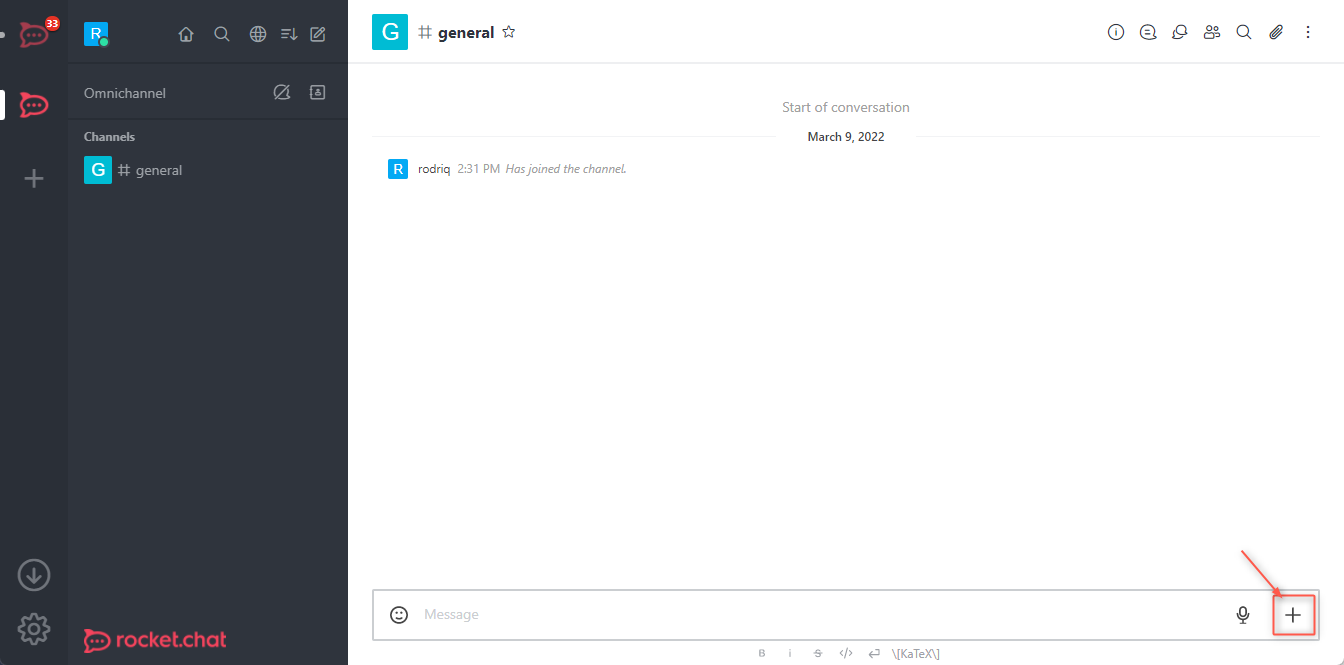 33
R
Omnichannel
Channels
G general
rocket.chat
G general
Start of conversation
March 9, 2022
R rodriq 2:31 PM Has joined the channel.
Message
B i S </> \[KaTeX\]